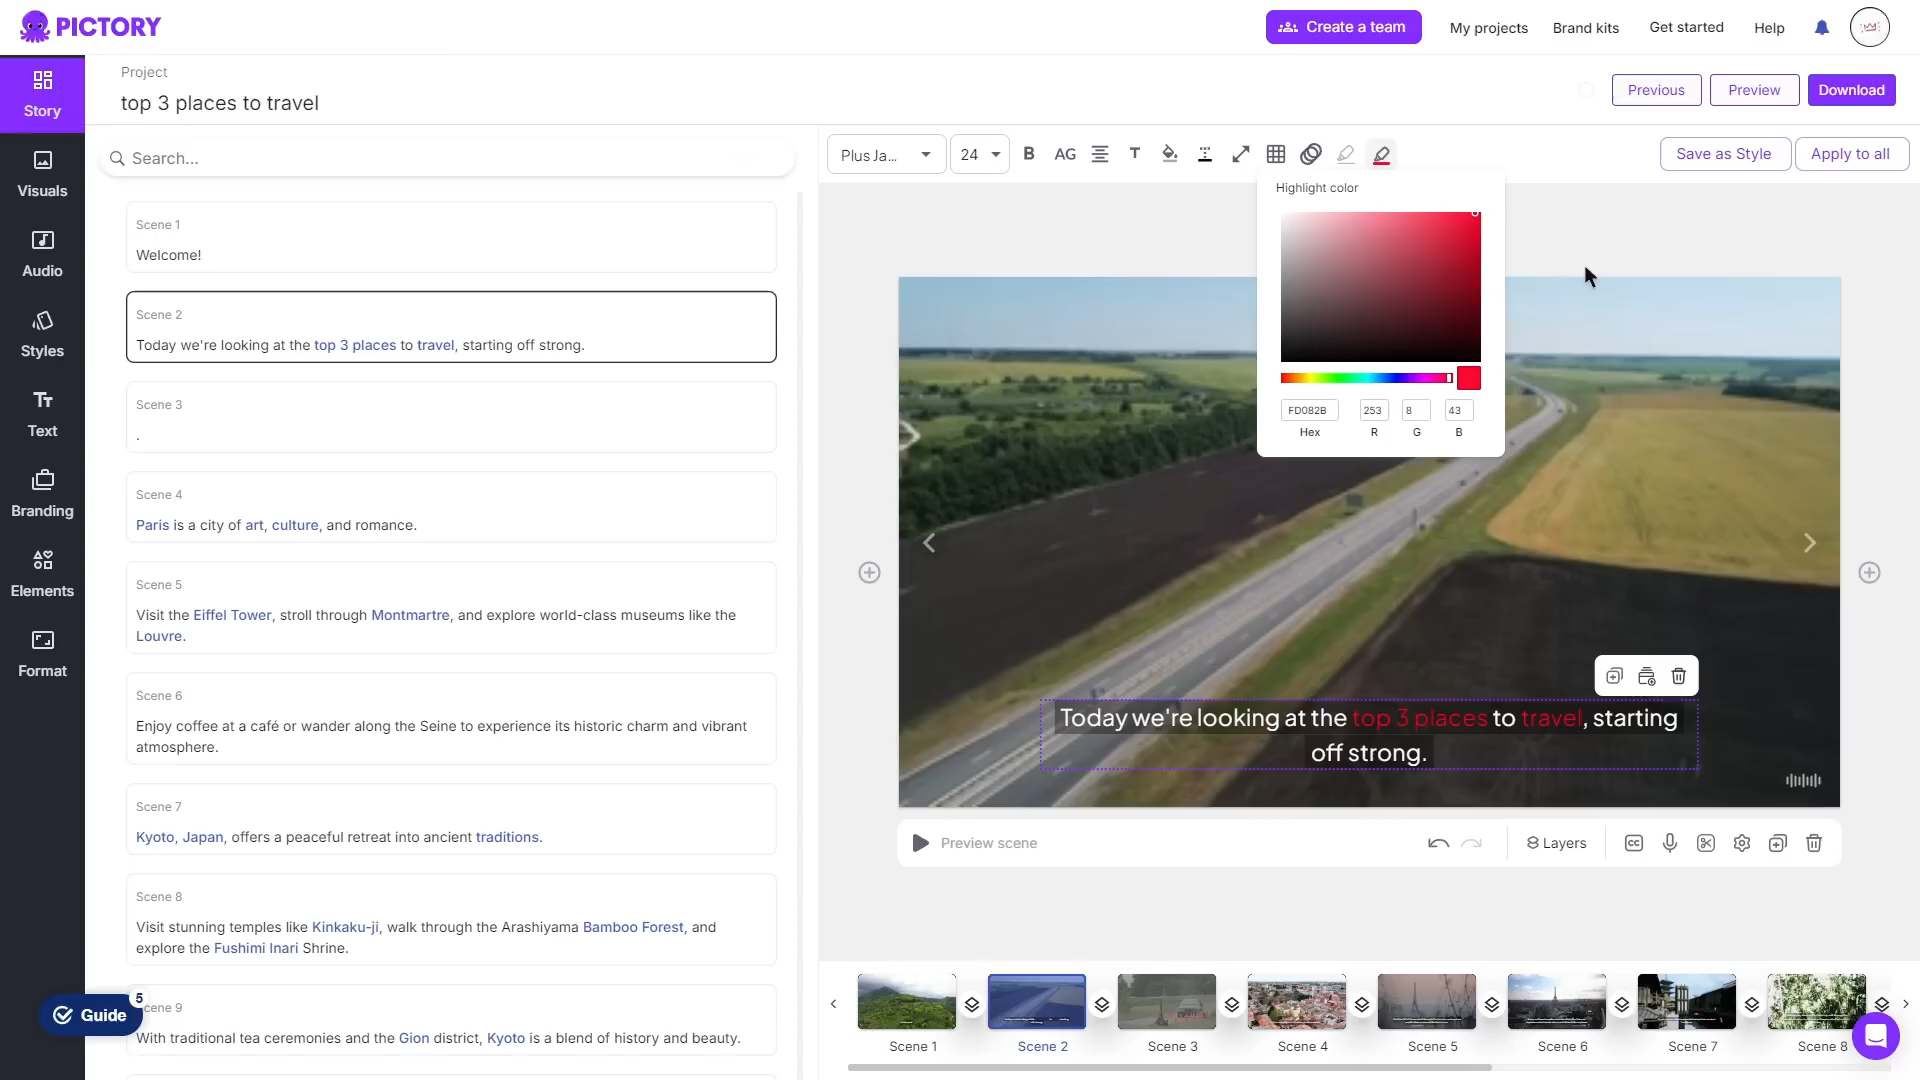 PICTORY
Create a team
My projects
Brand kits
Get started
Help
Story
Visuals
Audio
Styles
Text
Branding
Elements
Format
Guide
5
Project
top 3 places to travel
Previous
Preview
Download
Search...
Scene 1
Welcome!
Scene 2
Today we're looking at the top 3 places to travel, starting off strong.
Scene 3
.
Scene 4
Paris is a city of art, culture, and romance.
Scene 5
Visit the Eiffel Tower, stroll through Montmartre, and explore world-class museums like the
Louvre.
Scene 6
Enjoy coffee at a café or wander along the Seine to experience its historic charm and vibrant
atmosphere.
Scene 7
Kyoto, Japan, offers a peaceful retreat into ancient traditions.
Scene 8
Visit stunning temples like Kinkaku-ji, walk through the Arashiyama Bamboo Forest, and
explore the Fushimi Inari Shrine.
cene 9
With traditional tea ceremonies and the Gion district, Kyoto is a blend of history and beauty.
Plus Ja...
24
B
AG
T
Save as Style
Apply to all
Highlight color
FD082B
253
8
43
Hex
R
G
B
Today we're looking at the top 3 places to travel, starting
off strong.
Preview scene
Layers
CC
Scene 1
Scene 2
Scene 3
Scene 4
Scene 5
Scene 6
Scene 7
Scene 8